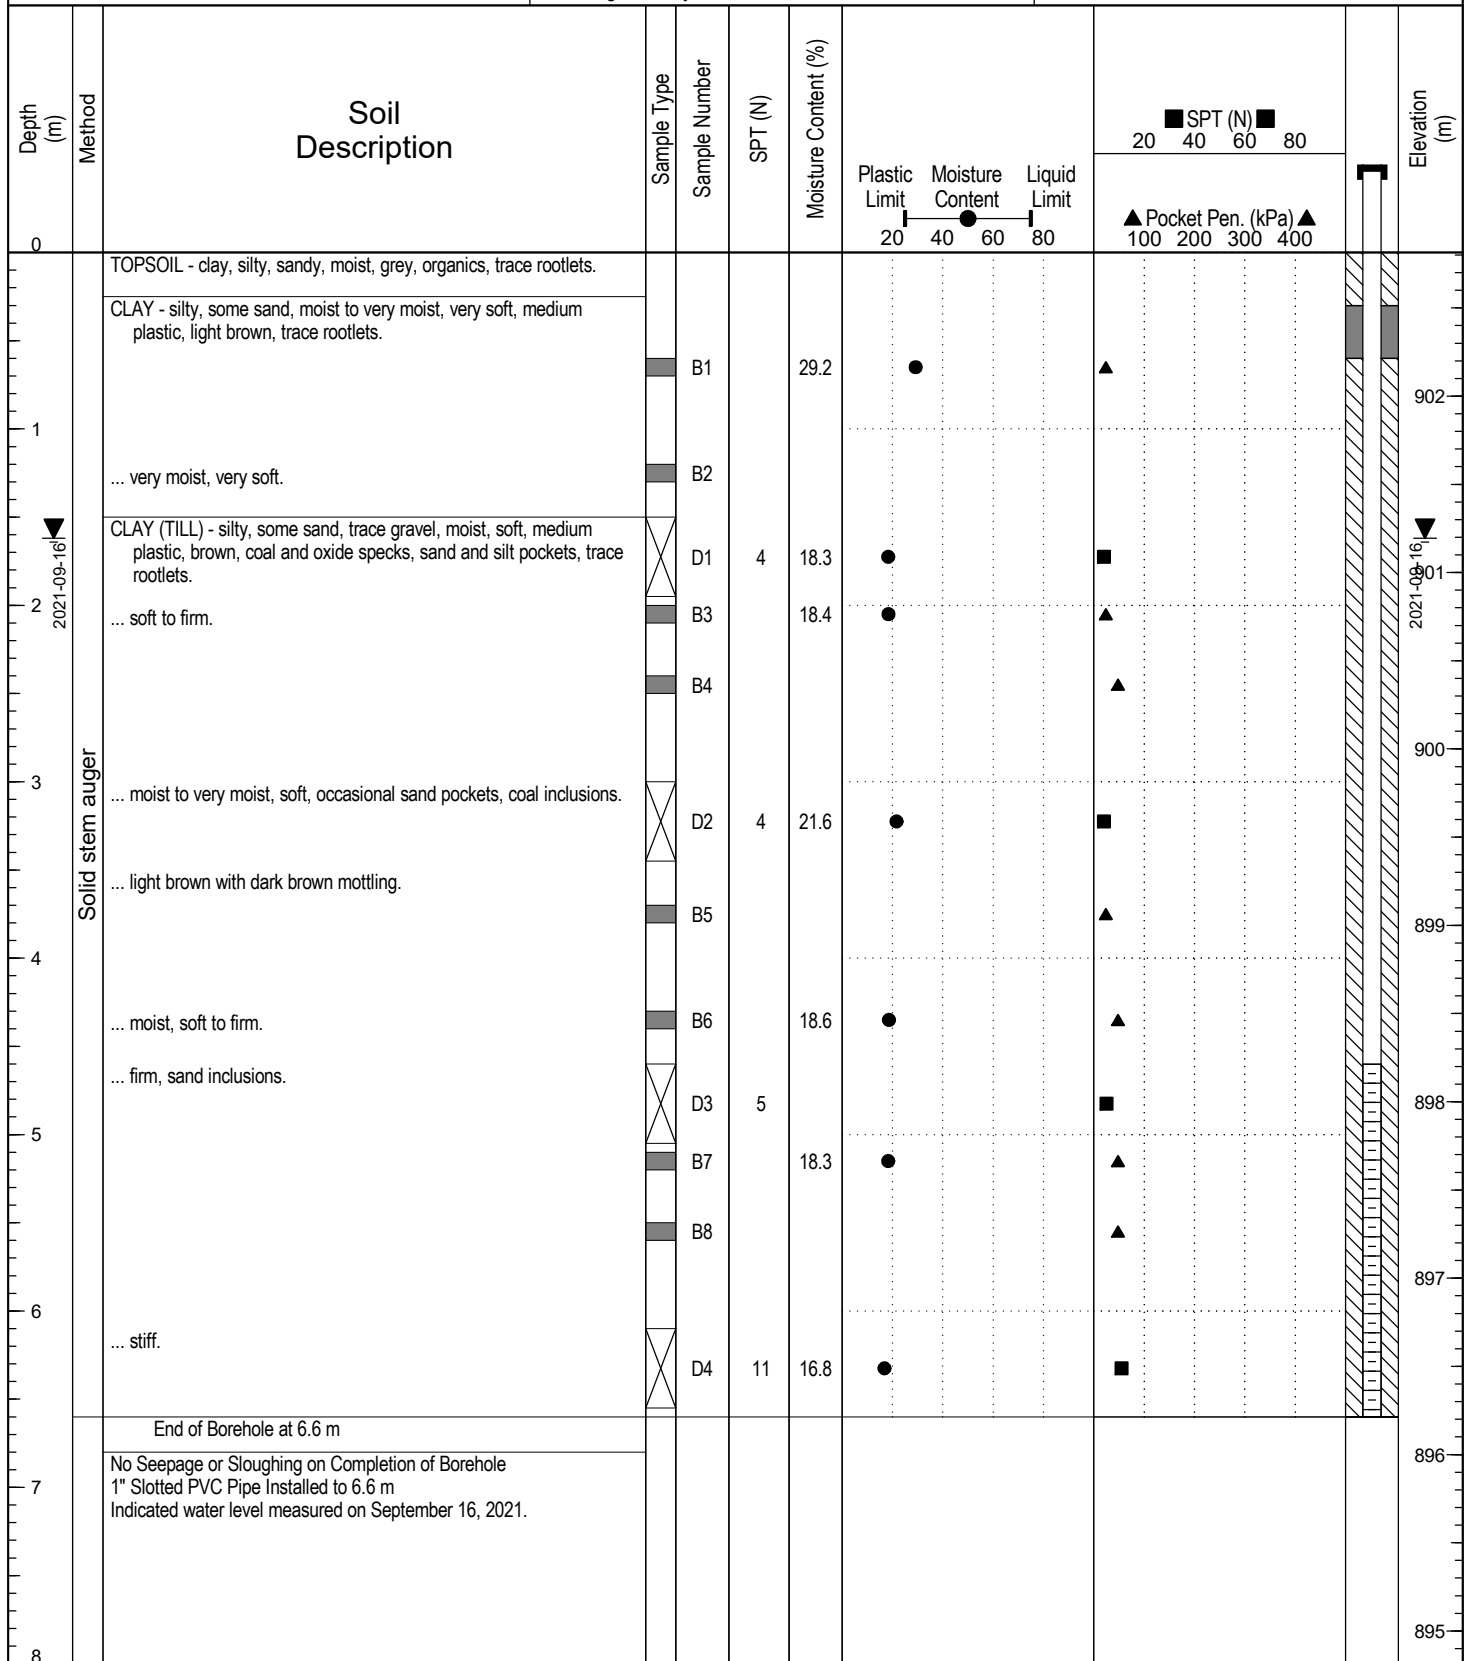 Depth
(m)
Method
Soil
Description
Sample Type
Sample Number
SPT (N)
Moisture Content (%)
Plastic Moisture Liquid
Limit Content Limit
20 40 60 80
SPT (N)
20 40 60 80
Pocket Pen. (kPa)
100 200 300 400
Elevation
(m)
0
TOPSOIL - clay, silty, sandy, moist, grey, organics, trace rootlets.
CLAY - silty, some sand, moist to very moist, very soft, medium
plastic, light brown, trace rootlets.
B1 29.2
902
1
... very moist, very soft.
B2
CLAY (TILL) - silty, some sand, trace gravel, moist, soft, medium
plastic, brown, coal and oxide specks, sand and silt pockets, trace
rootlets.
D1 4 18.3
2021-09-16
2021-09-16
901
2
... soft to firm.
B3 18.4
B4
900
3
... moist to very moist, soft, occasional sand pockets, coal inclusions.
D2 4 21.6
Solid stem auger
... light brown with dark brown mottling.
B5
899
4
... moist, soft to firm.
B6 18.6
... firm, sand inclusions.
D3 5
898
5
B7 18.3
B8
897
6
... stiff.
D4 11 16.8
End of Borehole at 6.6 m
896
No Seepage or Sloughing on Completion of Borehole
7
1" Slotted PVC Pipe Installed to 6.6 m
Indicated water level measured on September 16, 2021.
895
8